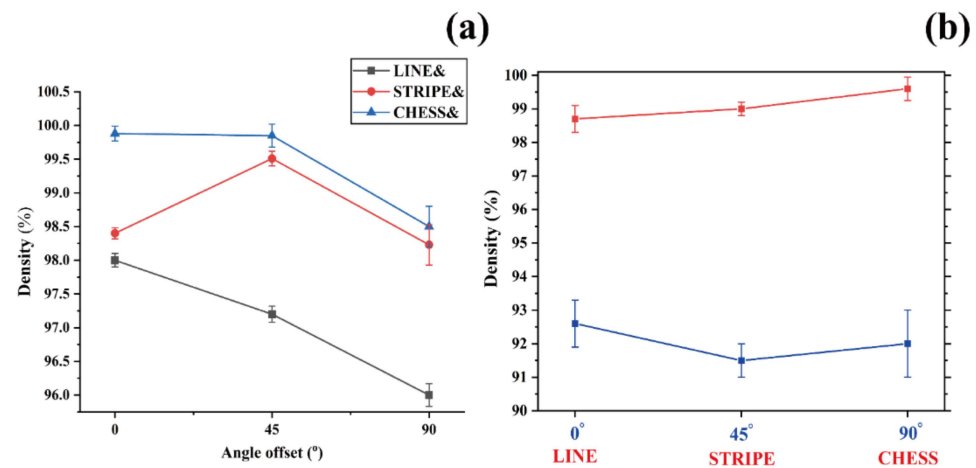 (a)
LINE&
STRIPE&
CHESS&
100.5
100.0
99.5
99.0
98.5
98.0
97.5
97.0
96.5
96.0
Density (%)
0
45
90
Angle offset (°)
(b)
100
99
98
97
96
95
94
93
92
91
90
Density (%)
0° 45° 90°
LINE STRIPE CHESS